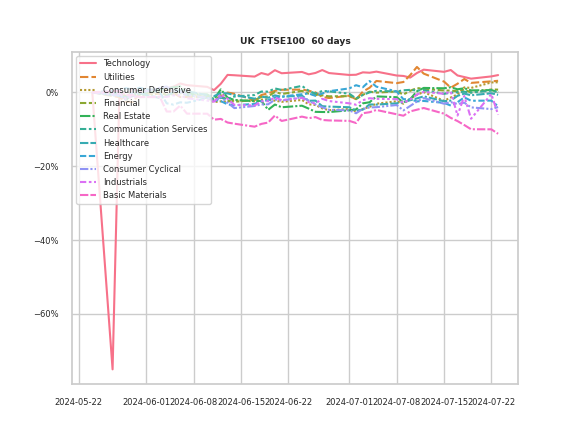 UK FTSE100 60 days
Technology
Utilities
Consumer Defensive
Financial
Real Estate
Communication Services
Healthcare
Energy
Consumer Cyclical
Industrials
Basic Materials
0%
−20%
−40%
−60%
2024-05-22 2024-06-01 2024-06-08 2024-06-15 2024-06-22 2024-07-01 2024-07-08 2024-07-15 2024-07-22